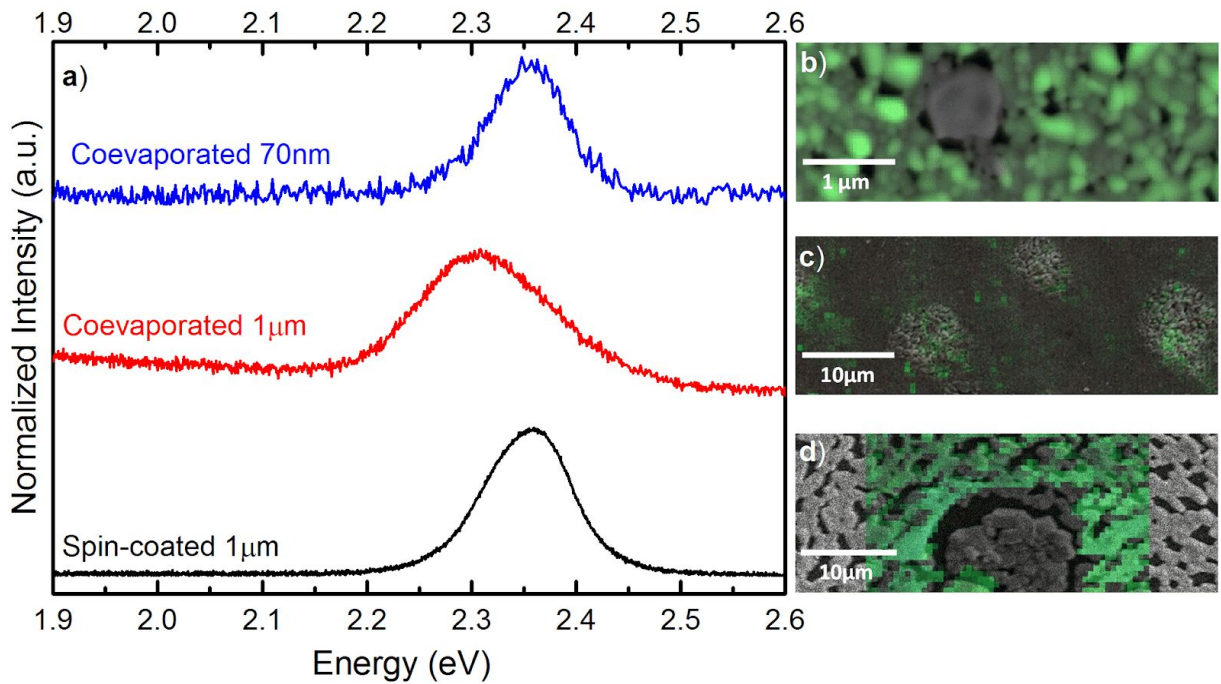 1.9 2.0 2.1 2.2 2.3 2.4 2.5 2.6
a)
Coevaporated 70nm
Coevaporated 1μm
Spin-coated 1μm
Normalized Intensity (a.u.)
1.9 2.0 2.1 2.2 2.3 2.4 2.5 2.6
Energy (eV)
b)
1 μm
c)
10μm
d)
10μm